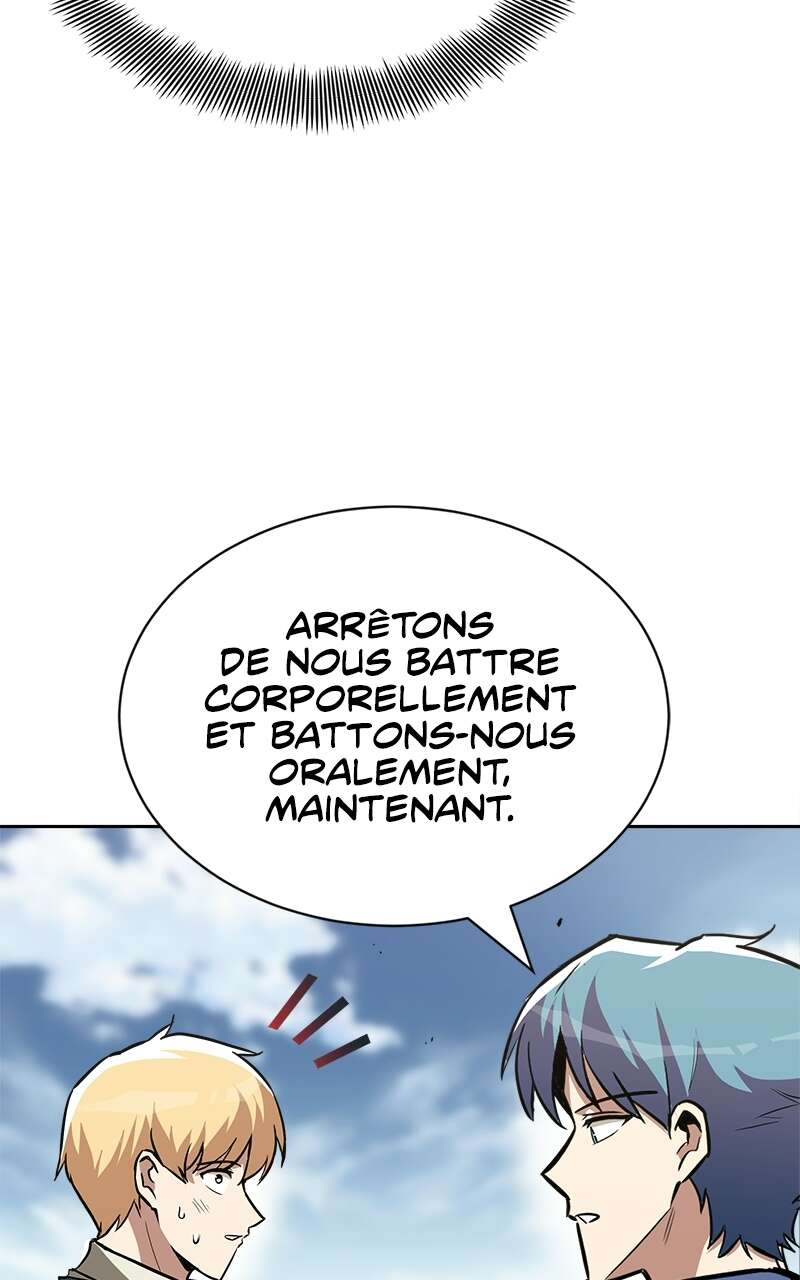 ARRÊTONS
DE NOUS BATTRE
CORPORELLEMENT
ET BATTONS-NOUS
ORALEMENT,
MAINTENANT.